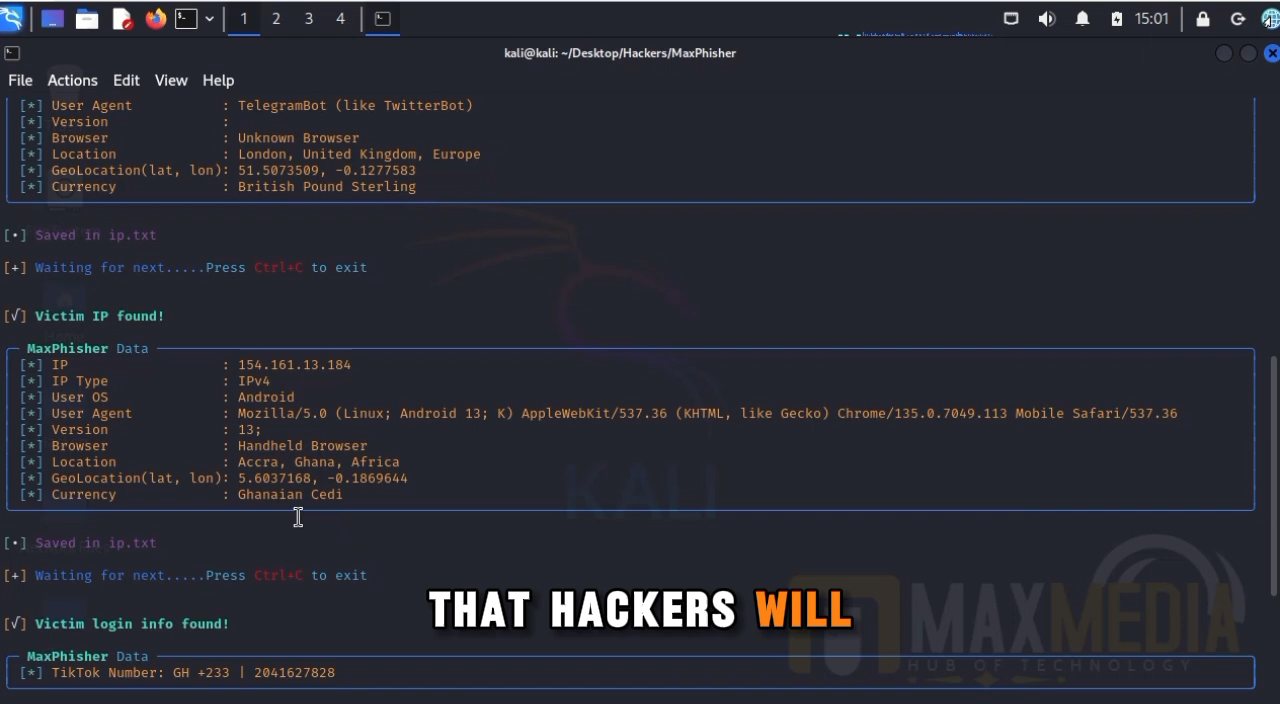 1 2 3 4 15:01
kali@kali: ~/Desktop/Hackers/MaxPhisher
File Actions Edit View Help
[*] User Agent : TelegramBot (like TwitterBot)
[*] Version :
[*] Browser : Unknown Browser
[*] Location : London, United Kingdom, Europe
[*] GeoLocation(lat, lon): 51.5073509, -0.1277583
[*] Currency : British Pound Sterling
[•] Saved in ip.txt
[+] Waiting for next.....Press Ctrl+C to exit
[√] Victim IP found!
MaxPhisher Data
[*] IP : 154.161.13.184
[*] IP Type : IPv4
[*] User OS : Android
[*] User Agent : Mozilla/5.0 (Linux; Android 13; K) AppleWebKit/537.36 (KHTML, like Gecko) Chrome/135.0.7049.113 Mobile Safari/537.36
[*] Version : 13;
[*] Browser : Handheld Browser
[*] Location : Accra, Ghana, Africa
[*] GeoLocation(lat, lon): 5.6037168, -0.1869644
[*] Currency : Ghanaian Cedi
KALI
[•] Saved in ip.txt
[+] Waiting for next.....Press Ctrl+C to exit
THAT HACKERS WILL
MAXMEDIA
HUB OF TECHNOLOGY
[√] Victim login info found!
MaxPhisher Data
[*] TikTok Number: GH +233 | 2041627828